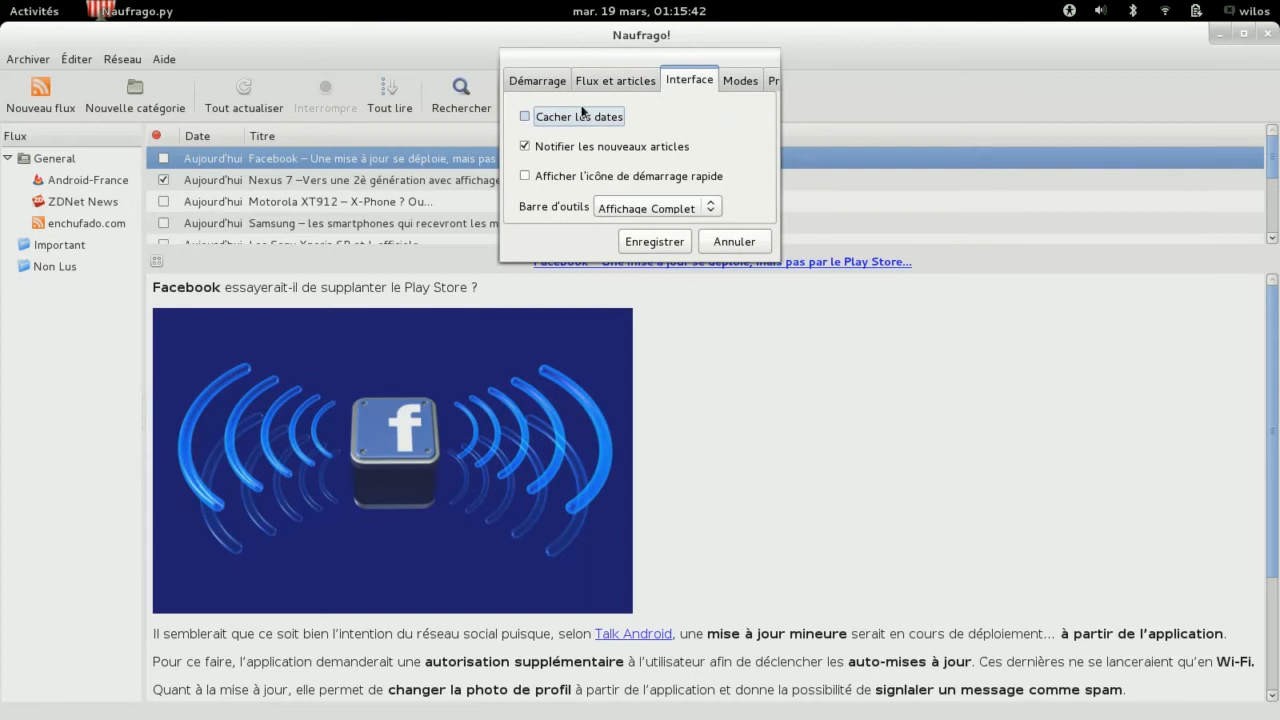 Activités Naufrago.py mar. 19 mars, 01:15:42 wilos
Naufrago!
Archiver Éditer Réseau Aide
Nouveau flux Nouvelle catégorie Tout actualiser Interrompre Tout lire Rechercher
Démarrage Flux et articles Interface Modes Pr
Cacher les dates
Notifier les nouveaux articles
Afficher l'icône de démarrage rapide
Barre d'outils Affichage Complet
Enregistrer Annuler
Flux
General
Android-France
ZDNet News
enchufado.com
Important
Non Lus
Date Titre
Aujourd'hui Facebook – Une mise à jour se déploie, mais pas
Aujourd'hui Nexus 7 –Vers une 2è génération avec affichage
Aujourd'hui Motorola XT912 – X-Phone ? Ou...
Aujourd'hui Samsung – les smartphones qui recevront les m
Facebook – Une mise à jour se déploie, mais pas par le Play Store...
Facebook essayerait-il de supplanter le Play Store ?
f
Il semblerait que ce soit bien l'intention du réseau social puisque, selon Talk Android, une mise à jour mineure serait en cours de déploiement... à partir de l'application.
Pour ce faire, l'application demanderait une autorisation supplémentaire à l'utilisateur afin de déclencher les auto-mises à jour. Ces dernières ne se lanceraient qu'en Wi-Fi.
Quant à la mise à jour, elle permet de changer la photo de profil à partir de l'application et donne la possibilité de signlaler un message comme spam.